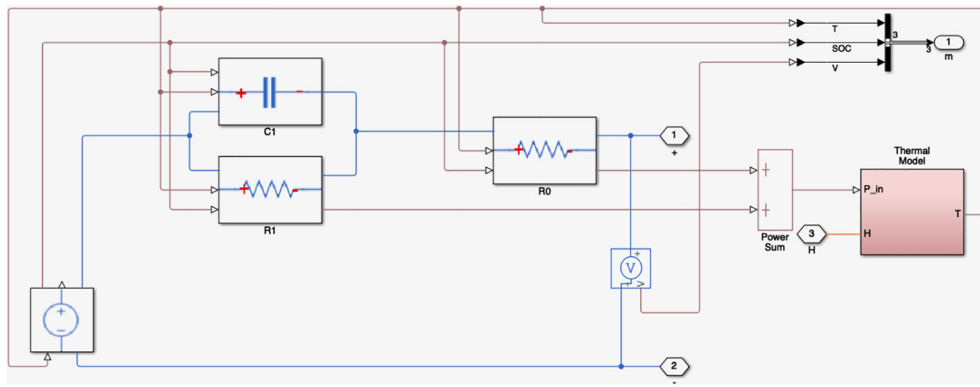 T
3
SOC
3
1
m
V
C1
R1
R0
1
+
Power
Sum
Thermal
Model
P_in
T
H
3
H
V
2
-